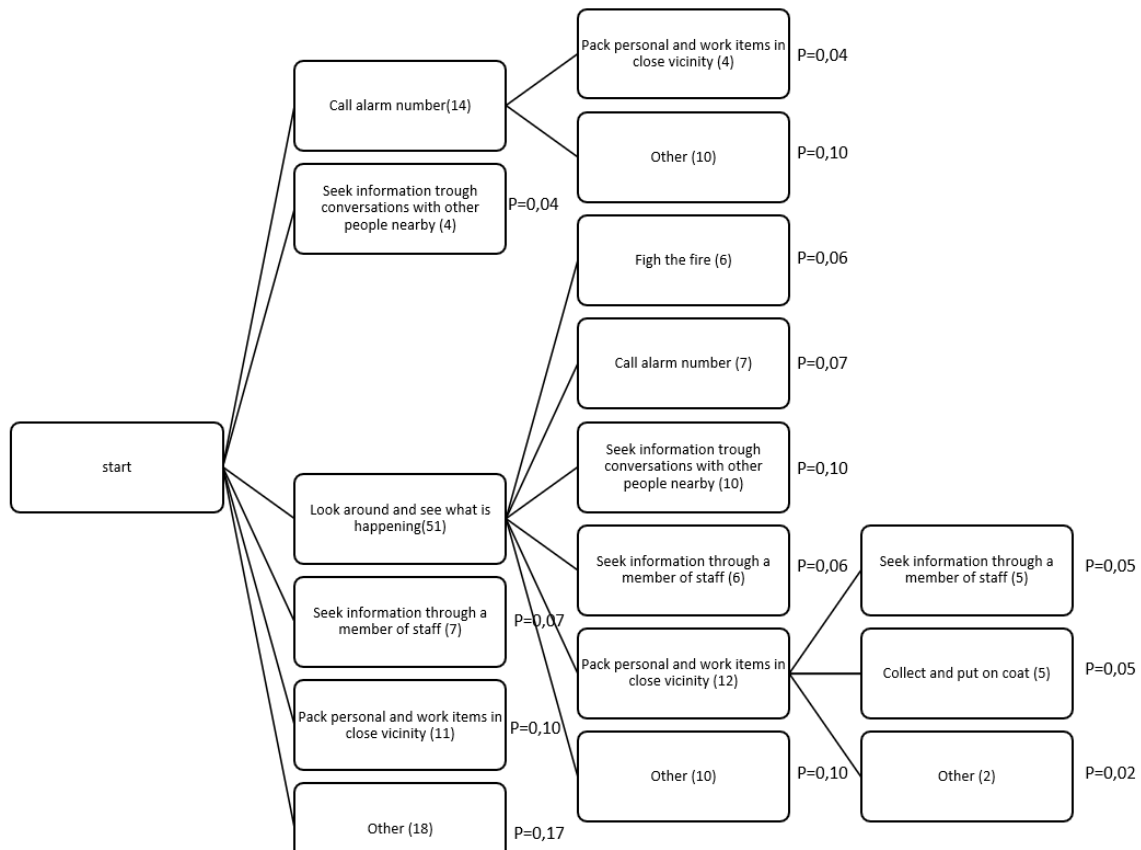 start
Call alarm number(14)
Seek information trough
conversations with other
people nearby (4)
P=0,04
Look around and see what is
happening(51)
Seek information through a
member of staff (7)
P=0,07
Pack personal and work items in
close vicinity (11)
P=0,10
Other (18)
P=0,17
Pack personal and work items in
close vicinity (4)
P=0,04
Other (10)
P=0,10
Figh the fire (6)
P=0,06
Call alarm number (7)
P=0,07
Seek information trough
conversations with other
people nearby (10)
P=0,10
Seek information through a
member of staff (6)
P=0,06
Pack personal and work items in
close vicinity (12)
Other (10)
P=0,10
Seek information through a
member of staff (5)
P=0,05
Collect and put on coat (5)
P=0,05
Other (2)
P=0,02